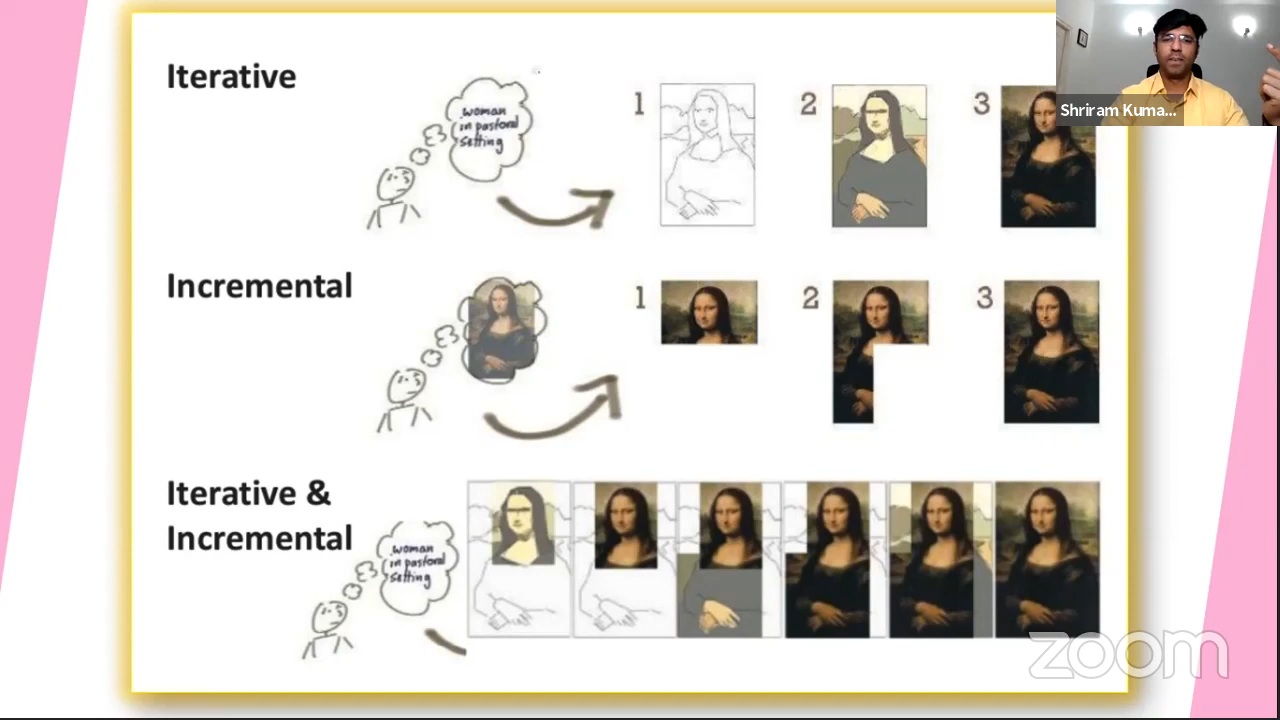 Iterative
woman
in pastoral
setting
1
2
3
Shriram Kuma...
Incremental
1
2
3
Iterative &
Incremental
woman
in pastoral
setting
zoom